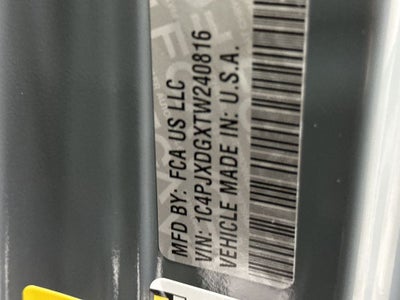 MFD BY: FCA US LLC
VIN: 1C4PJXDGXTW240816
VEHICLE MADE IN: U.S.A.